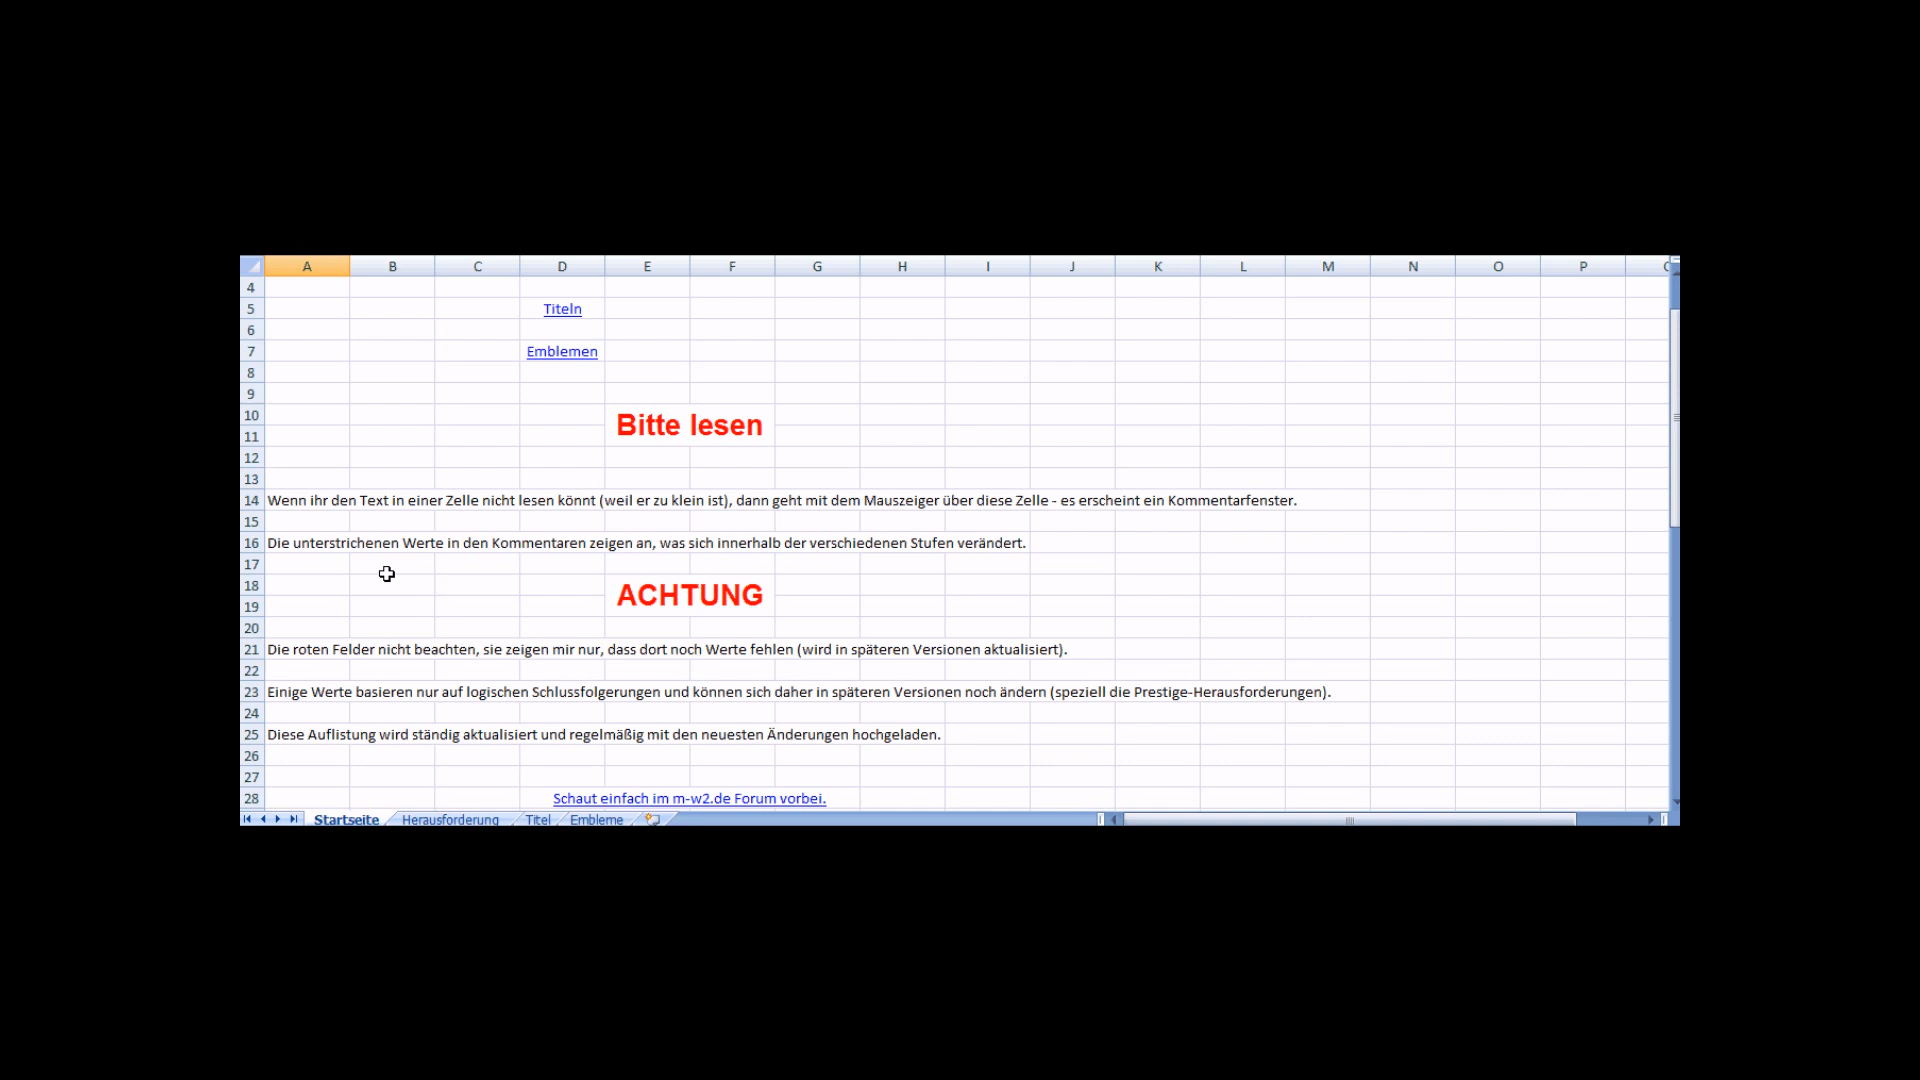 A B C D E F G H I J K L M N O P
4
5 Titeln
6
7 Emblemen
8
9
10 Bitte lesen
11
12
13
14 Wenn ihr den Text in einer Zelle nicht lesen könnt (weil er zu klein ist), dann geht mit dem Mauszeiger über diese Zelle - es erscheint ein Kommentarfenster.
15
16 Die unterstrichenen Werte in den Kommentaren zeigen an, was sich innerhalb der verschiedenen Stufen verändert.
17
18 ACHTUNG
19
20
21 Die roten Felder nicht beachten, sie zeigen mir nur, dass dort noch Werte fehlen (wird in späteren Versionen aktualisiert).
22
23 Einige Werte basieren nur auf logischen Schlussfolgerungen und können sich daher in späteren Versionen noch ändern (speziell die Prestige-Herausforderungen).
24
25 Diese Auflistung wird ständig aktualisiert und regelmäßig mit den neuesten Änderungen hochgeladen.
26
27
28 Schaut einfach im m-w2.de Forum vorbei.
Startseite Herausforderung Titel Embleme